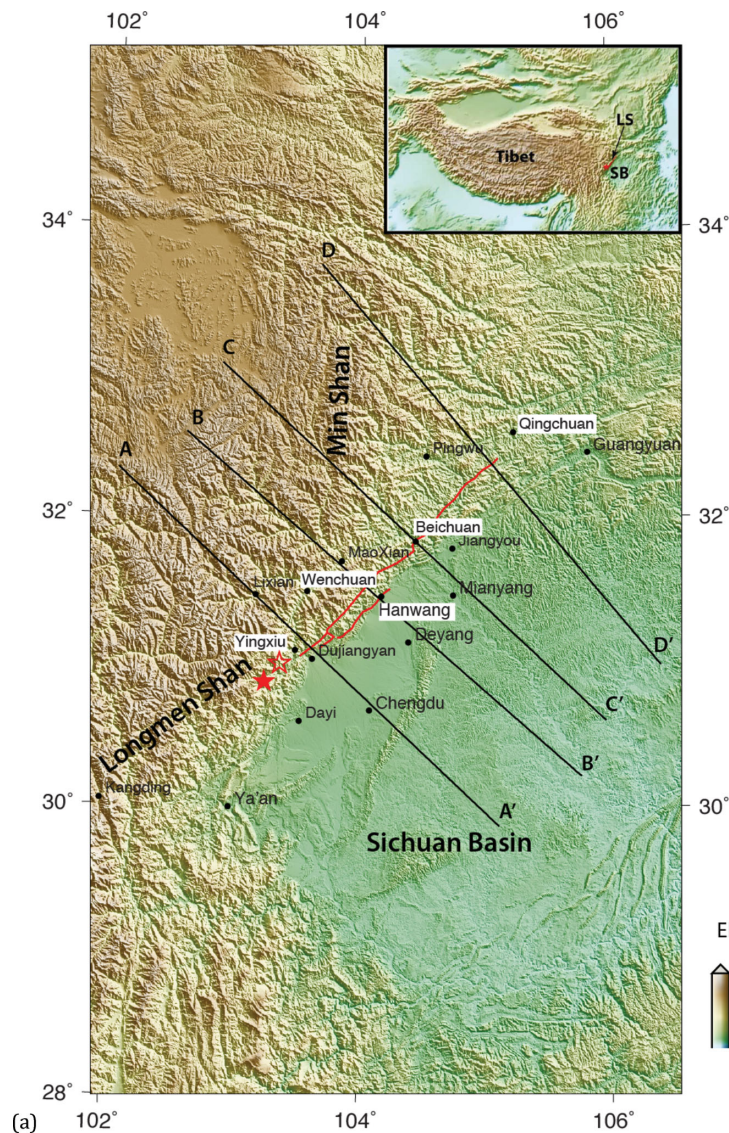 102˚ 104˚ 106˚
LS
Tibet
SB
34˚ 34˚
D
C
Min Shan
B
Qingchuan
A
Pingwu
Guangyuan
32˚ 32˚
Beichuan
MaoXian
Jiangyou
Lixian
Wenchuan
Mianyang
Hanwang
Yingxiu
Deyang
Dujiangyan
D'
Longmen Shan
Chengdu
C'
Dayi
B'
Kangding
30˚ 30˚
Ya'an
A'
Sichuan Basin
El
28˚
(a)
102˚ 104˚ 106˚